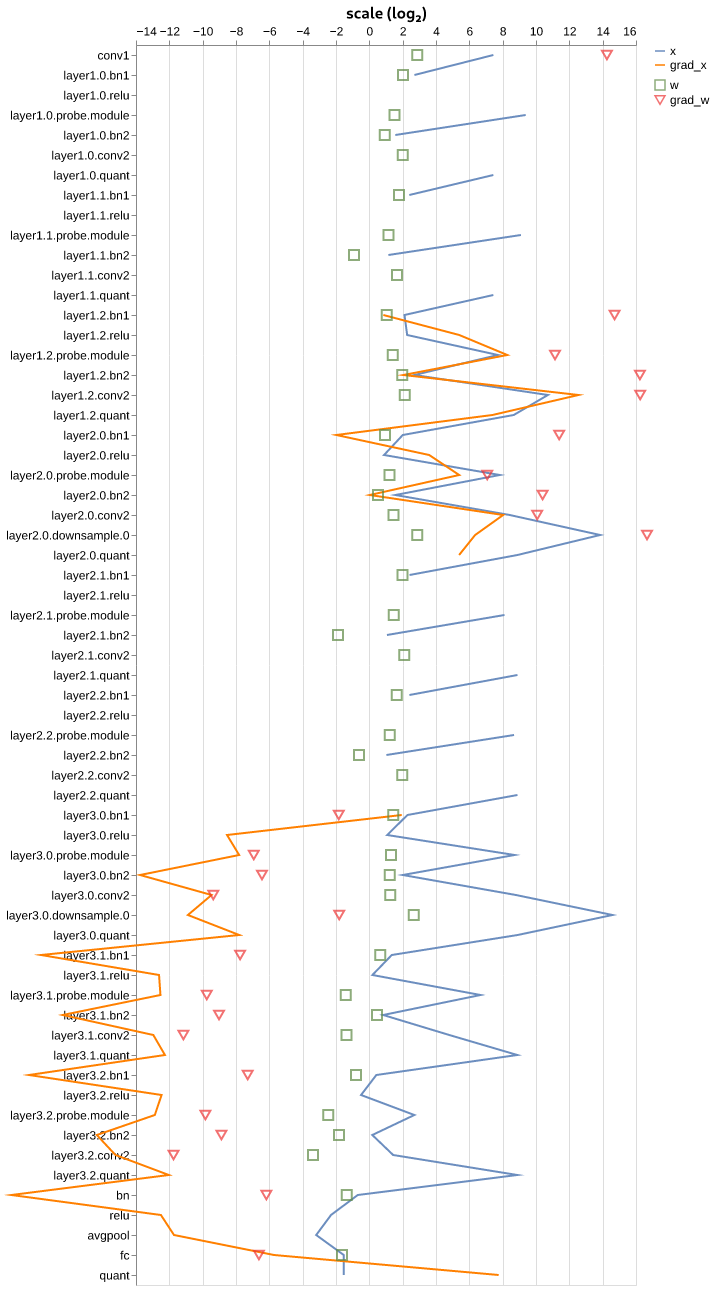 scale (log₂)
−14 −12 −10 −8 −6 −4 −2 0 2 4 6 8 10 12 14 16
x
grad_x
w
grad_w
conv1
layer1.0.bn1
layer1.0.relu
layer1.0.probe.module
layer1.0.bn2
layer1.0.conv2
layer1.0.quant
layer1.1.bn1
layer1.1.relu
layer1.1.probe.module
layer1.1.bn2
layer1.1.conv2
layer1.1.quant
layer1.2.bn1
layer1.2.relu
layer1.2.probe.module
layer1.2.bn2
layer1.2.conv2
layer1.2.quant
layer2.0.bn1
layer2.0.relu
layer2.0.probe.module
layer2.0.bn2
layer2.0.conv2
layer2.0.downsample.0
layer2.0.quant
layer2.1.bn1
layer2.1.relu
layer2.1.probe.module
layer2.1.bn2
layer2.1.conv2
layer2.1.quant
layer2.2.bn1
layer2.2.relu
layer2.2.probe.module
layer2.2.bn2
layer2.2.conv2
layer2.2.quant
layer3.0.bn1
layer3.0.relu
layer3.0.probe.module
layer3.0.bn2
layer3.0.conv2
layer3.0.downsample.0
layer3.0.quant
layer3.1.bn1
layer3.1.relu
layer3.1.probe.module
layer3.1.bn2
layer3.1.conv2
layer3.1.quant
layer3.2.bn1
layer3.2.relu
layer3.2.probe.module
layer3.2.bn2
layer3.2.conv2
layer3.2.quant
bn
relu
avgpool
fc
quant